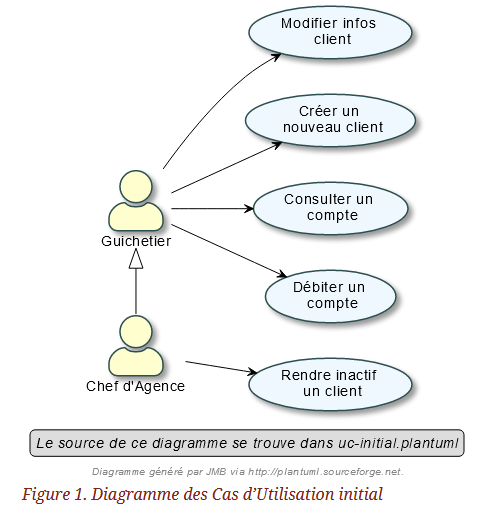 Modifier infos
client
Créer un
nouveau client
Consulter un
compte
Guichetier
Débiter un
compte
Chef d'Agence
Rendre inactif
un client
Le source de ce diagramme se trouve dans uc-initial.plantuml
Diagramme généré par JMB via http://plantuml.sourceforge.net.
Figure 1. Diagramme des Cas d’Utilisation initial